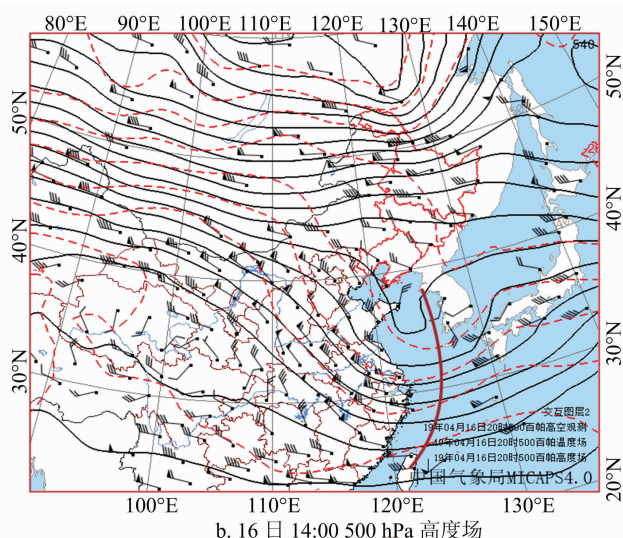 80°E 90°E 100°E 110°E 120°E 130°E 140°E 150°E
540
50°N 50°N
40°N 40°N
30°N 30°N
交互图层2
19年04月16日20时500百帕高空观测
19年04月16日20时500百帕温度场
19年04月16日20时500百帕高度场
中国气象局MICAPS4.0
20°N
100°E 110°E 120°E 130°E
b. 16 日 14:00 500 hPa 高度场